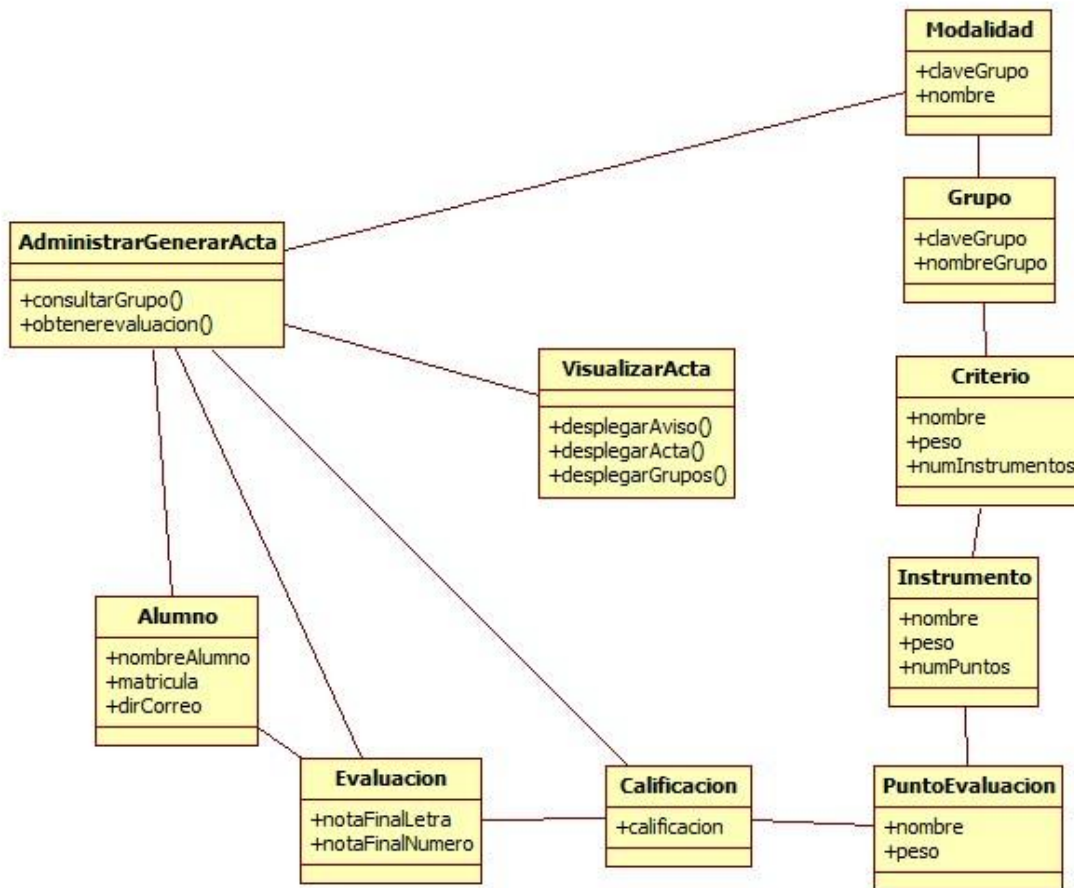 Modalidad
+claveGrupo
+nombre
Grupo
+claveGrupo
+nombreGrupo
AdministrarGenerarActa
+consultarGrupo()
+obtenerevaluacion()
VisualizarActa
+desplegarAviso()
+desplegarActa()
+desplegarGrupos()
Criterio
+nombre
+peso
+numInstrumentos
Instrumento
+nombre
+peso
+numPuntos
Alumno
+nombreAlumno
+matricula
+dirCorreo
Evaluacion
+notaFinalLetra
+notaFinalNumero
Calificacion
+calificacion
PuntoEvaluacion
+nombre
+peso